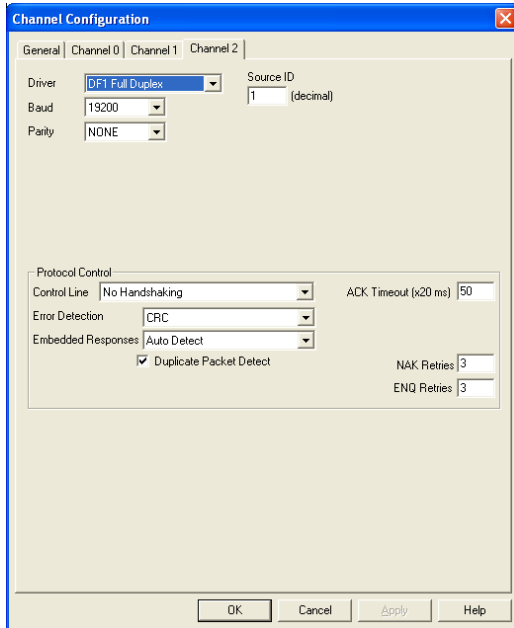 Channel Configuration
General Channel 0 Channel 1 Channel 2
Driver DF1 Full Duplex Source ID
1 (decimal)
Baud 19200
Parity NONE
Protocol Control
Control Line No Handshaking ACK Timeout (x20 ms) 50
Error Detection CRC
Embedded Responses Auto Detect
Duplicate Packet Detect NAK Retries 3
ENQ Retries 3
OK Cancel Apply Help